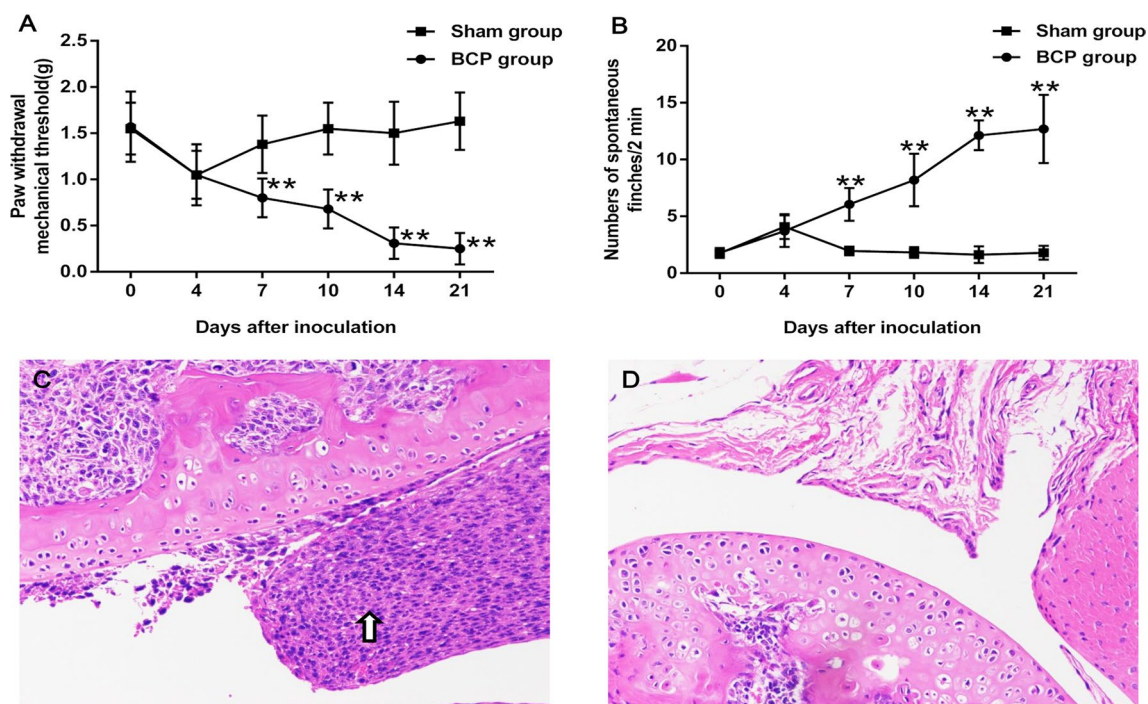 A
Sham group
BCP group
Paw withdrawal
mechanical threshold(g)
2.5
2.0
1.5
1.0
0.5
0.0
**
**
**
**
0 4 7 10 14 21
Days after inoculation
B
Sham group
BCP group
Numbers of spontaneous
finches/2 min
20
15
10
5
0
**
**
**
**
0 4 7 10 14 21
Days after inoculation
C
D